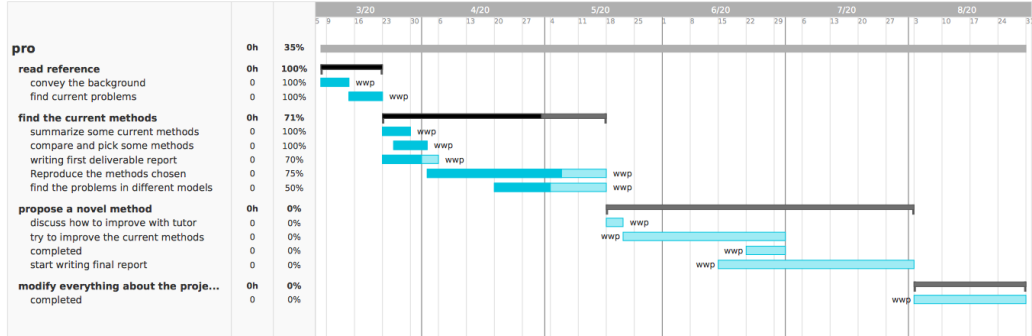 3/20 4/20 5/20 6/20 7/20 8/20
5 9 16 23 30 6 13 20 27 4 11 18 25 1 8 15 22 29 6 13 20 27 3 10 17 24 31
pro 0h 35%
read reference 0h 100%
convey the background 0 100% wwp
find current problems 0 100% wwp
find the current methods 0h 71%
summarize some current methods 0 100% wwp
compare and pick some methods 0 100% wwp
writing first deliverable report 0 70% wwp
Reproduce the methods chosen 0 75% wwp
find the problems in different models 0 50% wwp
propose a novel method 0h 0%
discuss how to improve with tutor 0 0% wwp
try to improve the current methods 0 0% wwp
completed 0 0% wwp
start writing final report 0 0% wwp
modify everything about the proje... 0h 0%
completed 0 0% wwp